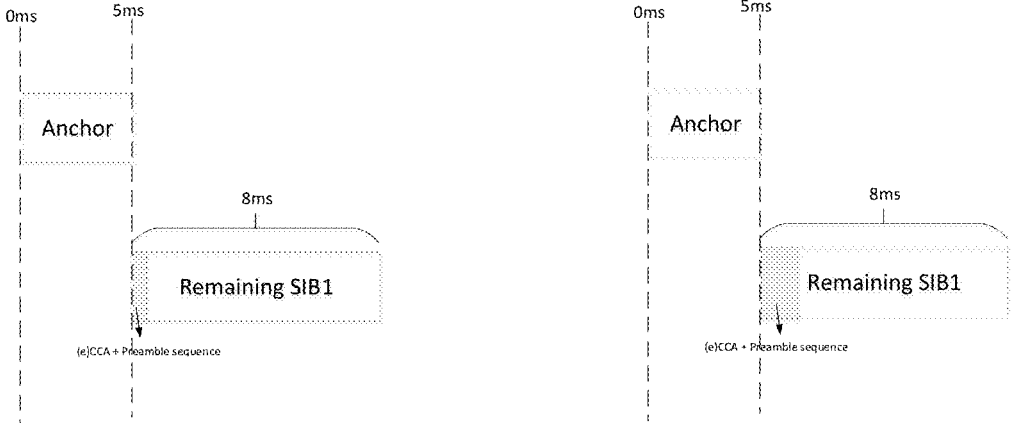 0ms
5ms
Anchor
8ms
Remaining SIB1
(e)CCA + Preamble sequence
0ms
5ms
Anchor
8ms
Remaining SIB1
(e)CCA + Preamble sequence